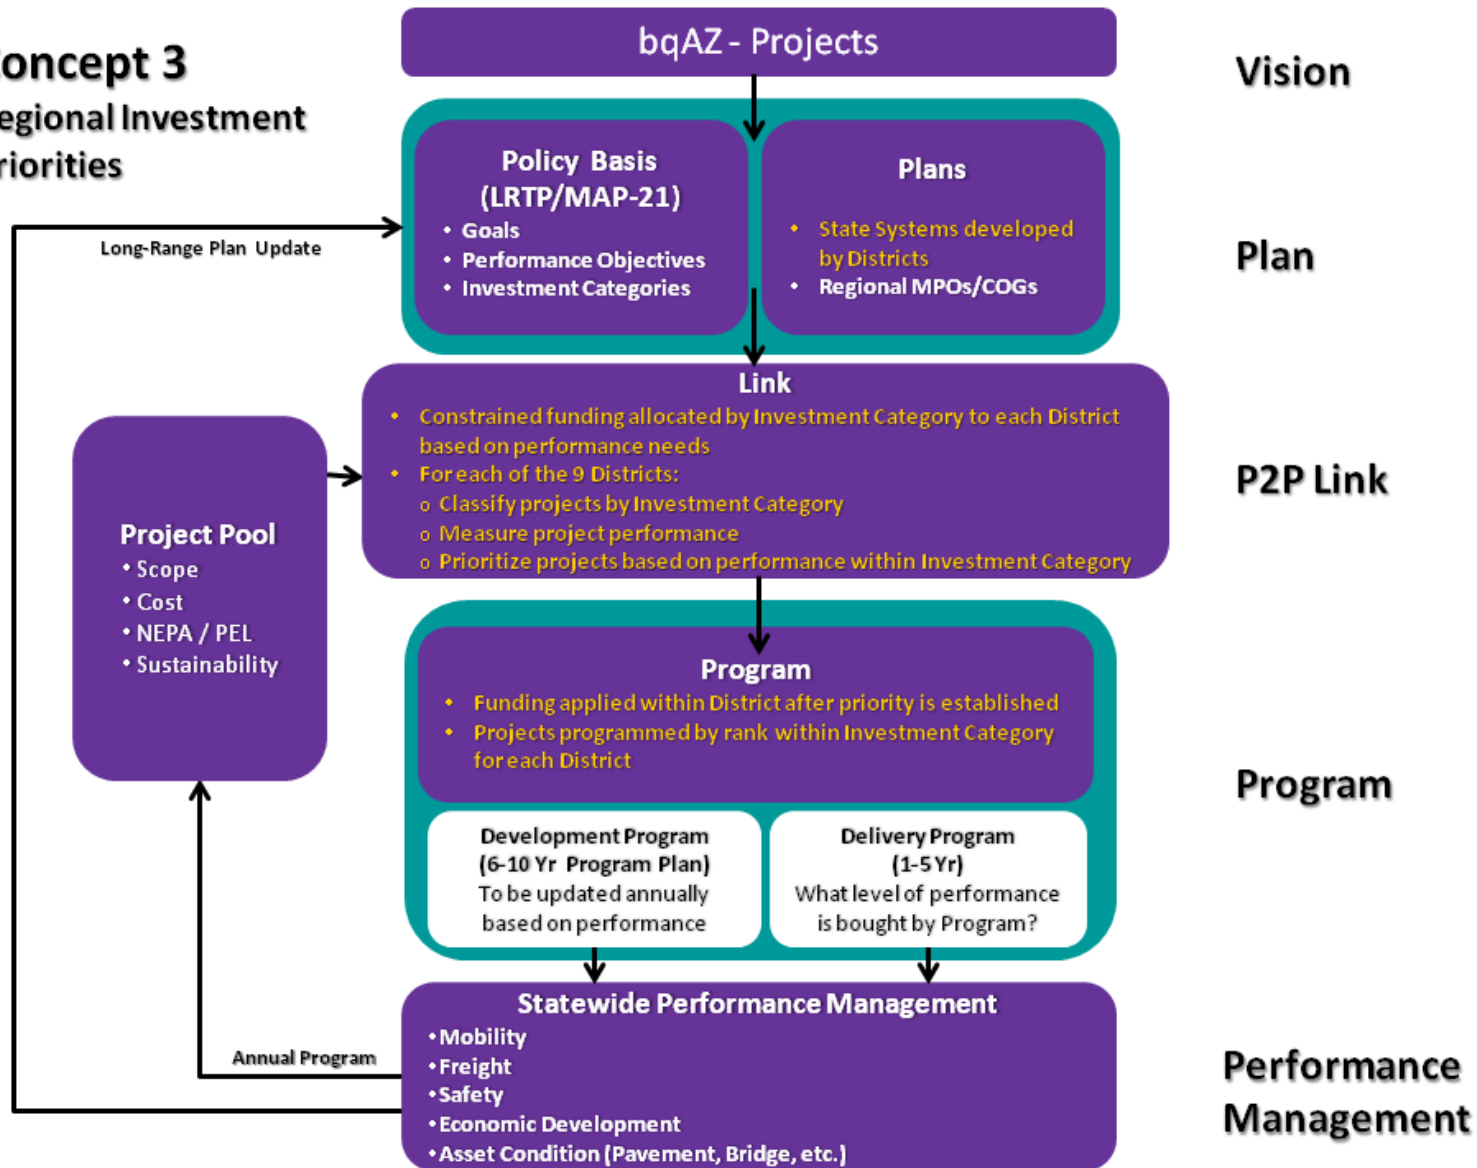 oncept 3
egional Investment
riorities
bqAZ - Projects
Vision
Policy Basis
(LRTP/MAP-21)
• Goals
• Performance Objectives
• Investment Categories
Plans
• State Systems developed
by Districts
• Regional MPOs/COGs
Plan
Long-Range Plan Update
Link
• Constrained funding allocated by Investment Category to each District
based on performance needs
• For each of the 9 Districts:
o Classify projects by Investment Category
o Measure project performance
o Prioritize projects based on performance within Investment Category
P2P Link
Project Pool
• Scope
• Cost
• NEPA / PEL
• Sustainability
Program
• Funding applied within District after priority is established
• Projects programmed by rank within Investment Category
for each District
Program
Development Program
(6-10 Yr Program Plan)
To be updated annually
based on performance
Delivery Program
(1-5 Yr)
What level of performance
is bought by Program?
Statewide Performance Management
• Mobility
• Freight
• Safety
• Economic Development
• Asset Condition (Pavement, Bridge, etc.)
Annual Program
Performance
Management